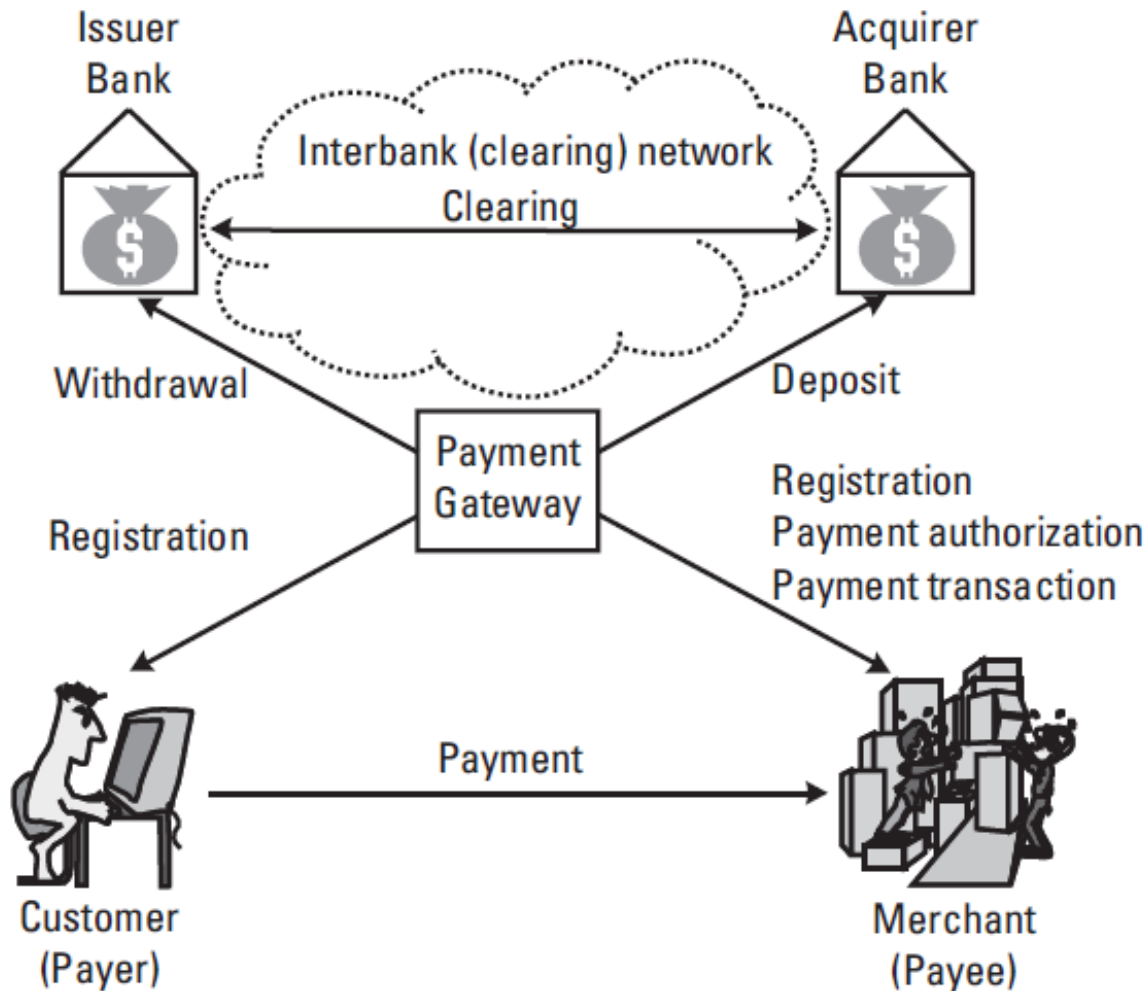 Issuer
Bank
Acquirer
Bank
Interbank (clearing) network
Clearing
$
$
Withdrawal
Deposit
Payment
Gateway
Registration
Registration
Payment authorization
Payment transaction
Payment
Customer
(Payer)
Merchant
(Payee)